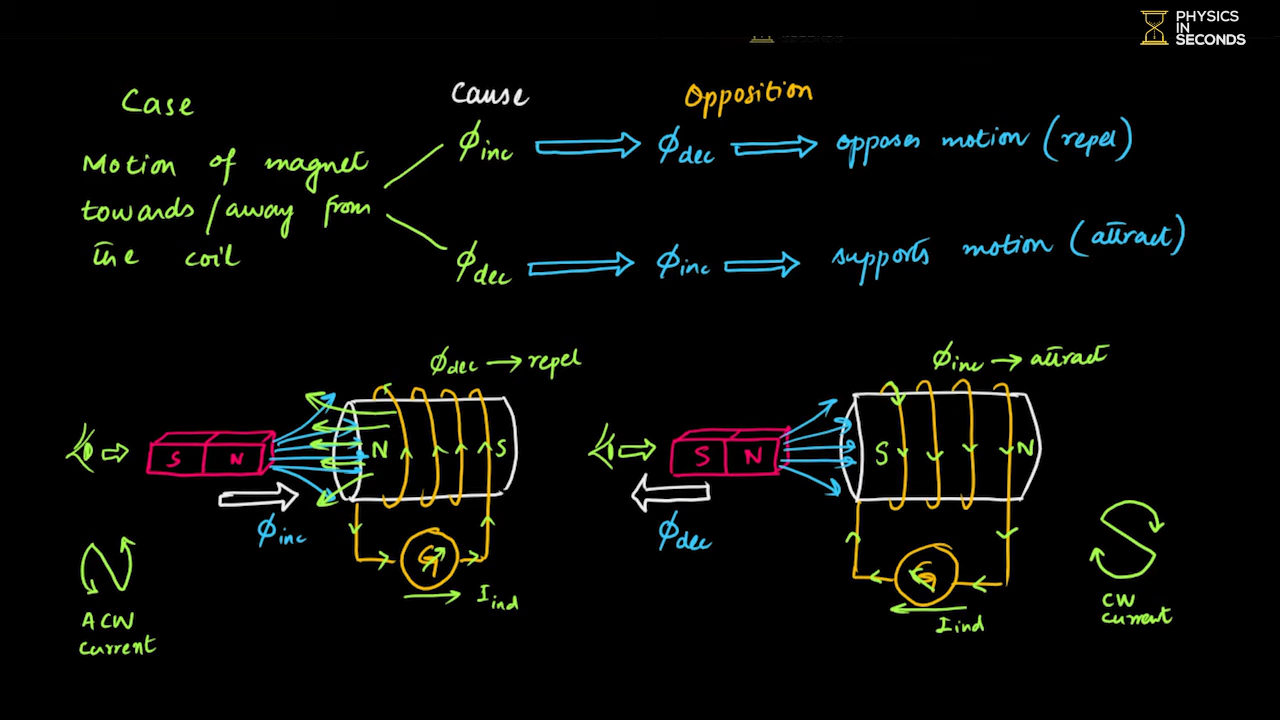 PHYSICS
IN
SECONDS
Case
Cause
Opposition
Motion of magnet
towards/away from
the coil
ϕinc
ϕdec
opposes motion (repel)
ϕdec
ϕinc
supports motion (attract)
ϕdec → repel
S N
N S
ϕinc
G
Iind
ACW
current
ϕinc → attract
S N
S N
ϕdec
G
Iind
CW
current